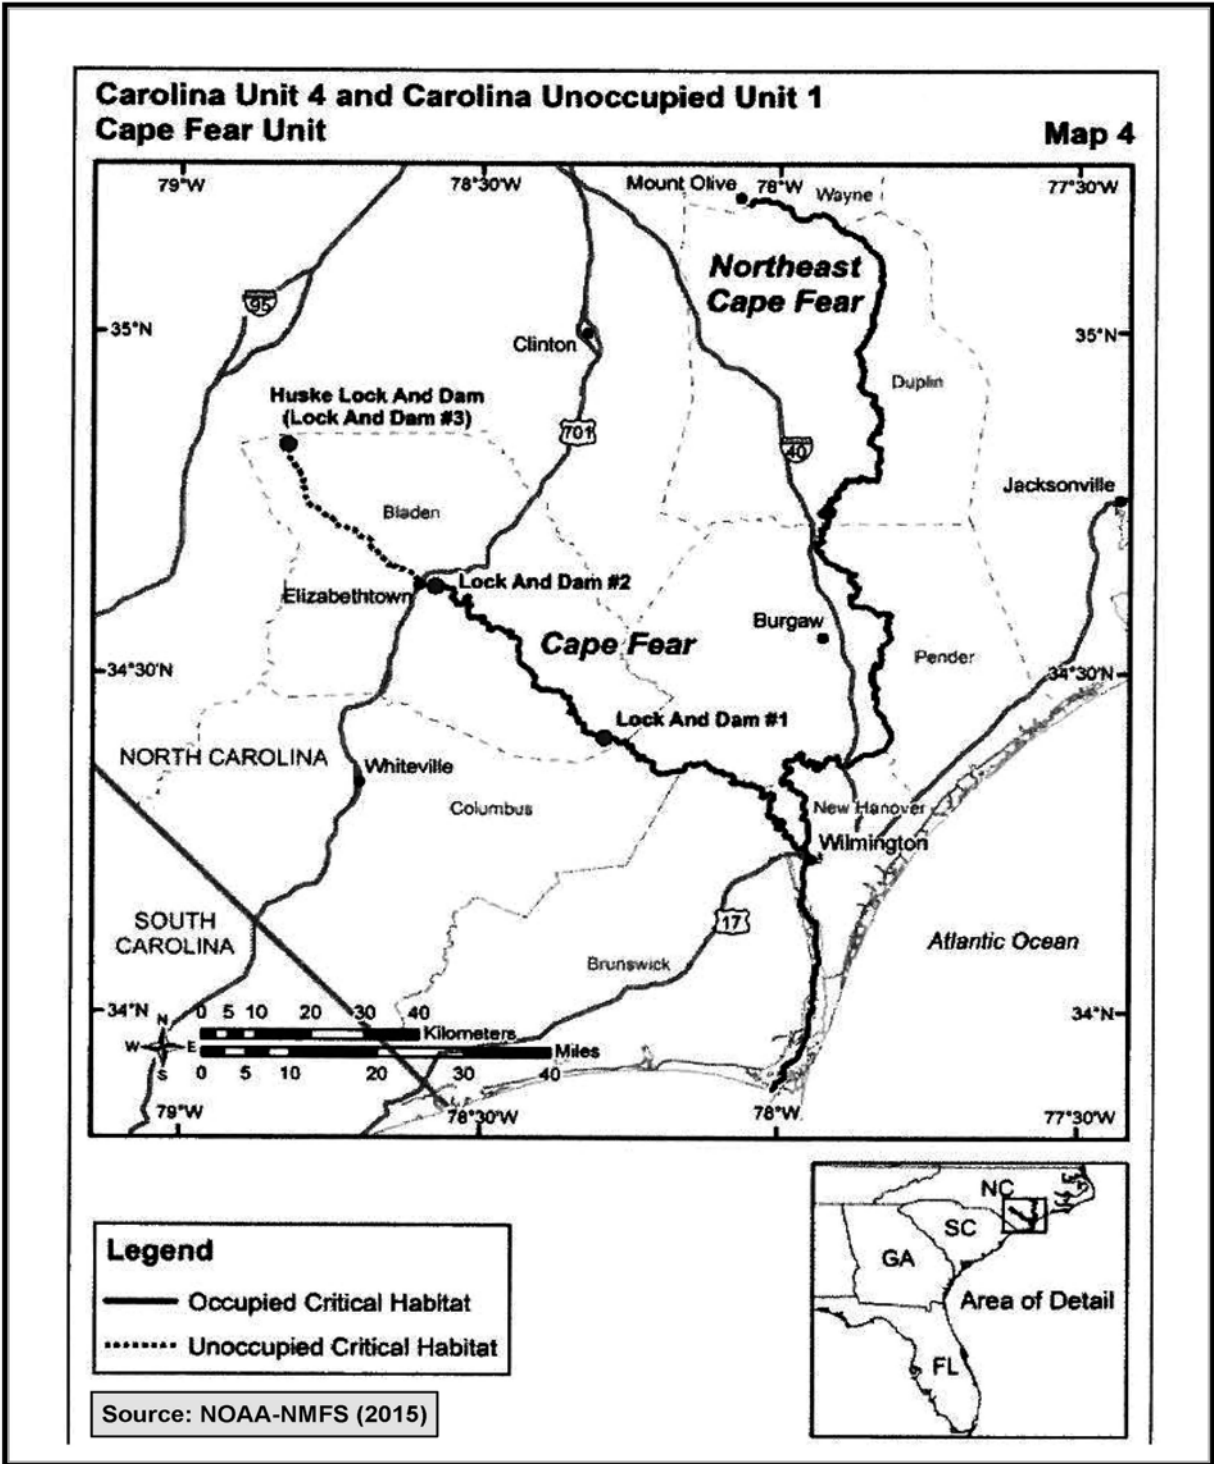 Carolina Unit 4 and Carolina Unoccupied Unit 1
Cape Fear Unit
Map 4
79°W
78°30'W
Mount Olive
78°W
Wayne
77°30'W
Northeast
Cape Fear
95
35°N
35°N
Clinton
Duplin
Huske Lock And Dam
(Lock And Dam #3)
701
40
Jacksonville
Bladen
Lock And Dam #2
Elizabethtown
Burgaw
Cape Fear
Pender
34°30'N
34°30'N
Lock And Dam #1
NORTH CAROLINA
Whiteville
Columbus
New Hanover
Wilmington
SOUTH
CAROLINA
17
Atlantic Ocean
Brunswick
34°N
34°N
N
W
E
S
0 5 10 20 30 40
Kilometers
Miles
0 5 10 20 30 40
79°W
78°30'W
78°W
77°30'W
Legend
Occupied Critical Habitat
Unoccupied Critical Habitat
Source: NOAA-NMFS (2015)
NC
SC
GA
Area of Detail
FL